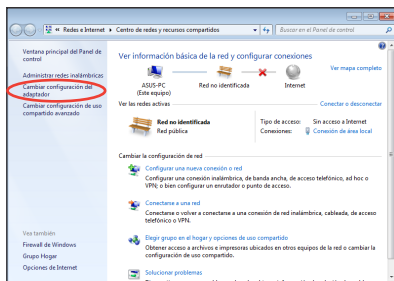 « Redes e Internet ▸ Centro de redes y recursos compartidos
Buscar en el Panel de control
Ventana principal del Panel de
control
Administrar redes inalámbricas
Cambiar configuración del
adaptador
Cambiar configuración de uso
compartido avanzado
Vea también
Firewall de Windows
Grupo Hogar
Opciones de Internet
Ver información básica de la red y configurar conexiones
Ver mapa completo
ASUS-PC
(Este equipo)
Red no identificada
Internet
Ver las redes activas
Conectar o desconectar
Red no identificada
Red pública
Tipo de acceso: Sin acceso a Internet
Conexiones: Conexión de área local
Cambiar la configuración de red
Configurar una nueva conexión o red
Configurar una conexión inalámbrica, de banda ancha, de acceso telefónico, ad hoc o
VPN; o bien configurar un enrutador o punto de acceso.
Conectarse a una red
Conectarse o volver a conectarse a una conexión de red inalámbrica, cableada, de acceso
telefónico o VPN.
Elegir grupo en el hogar y opciones de uso compartido
Obtener acceso a archivos e impresoras ubicados en otros equipos de la red o cambiar la
configuración de uso compartido.
Solucionar problemas